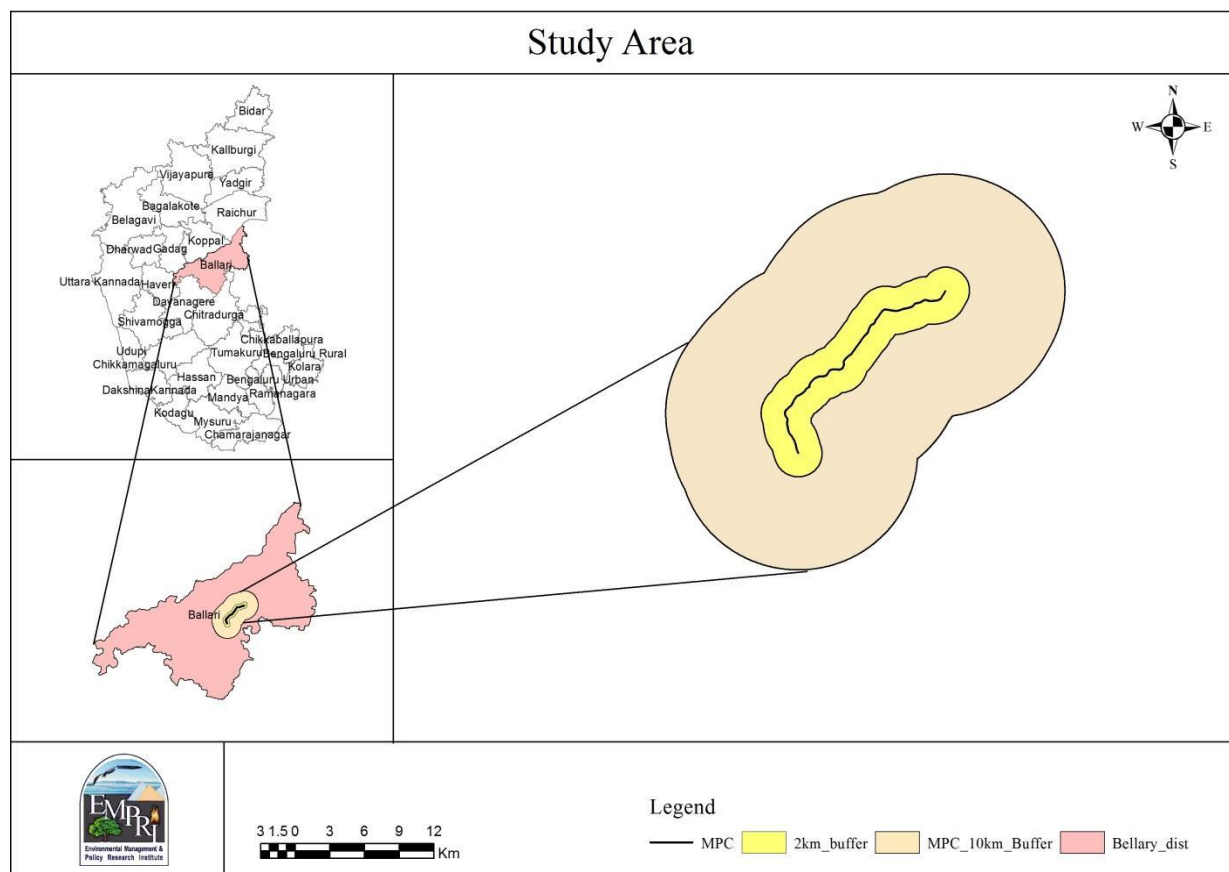 Study Area
Bidar
Kallburgi
Vijayapura
Yadgir
Bagalakote
Belagavi
Raichur
Koppal
Dharwad
Gadag
Ballari
Uttara Kannada
Haveri
Davanagere
Chitradurga
Shivamogga
Chikkaballapura
Udupi
Tumakuru
Bengaluru Rural
Chikkamagaluru
Kolara
Hassan
Bengaluru Urban
Dakshina Kannada
Ramanagara
Mandya
Kodagu
Mysuru
Chamarajanagar
N
W E
S
Ballari
EMPRI
Environmental Management &
Policy Research Institute
3 1.5 0 3 6 9 12
Km
Legend
MPC 2km_buffer MPC_10km_Buffer Bellary_dist